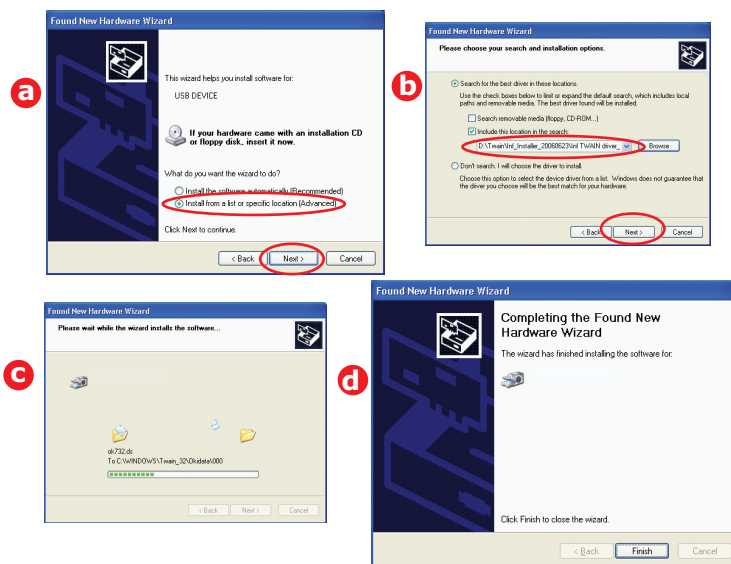 a
Found New Hardware Wizard
This wizard helps you install software for:
USB DEVICE
If your hardware came with an installation CD
or floppy disk, insert it now.
What do you want the wizard to do?
Install the software automatically (Recommended)
Install from a list or specific location (Advanced)
Click Next to continue.
< Back Next > Cancel
b
Found New Hardware Wizard
Please choose your search and installation options.
Search for the best driver in these locations.
Use the check boxes below to limit or expand the default search, which includes local
paths and removable media. The best driver found will be installed.
Search removable media (floppy, CD-ROM...)
Include this location in the search:
D:\Twain\Inf_Installer_20060623\Inf TWAIN driver_ Browse
Don't search. I will choose the driver to install.
Choose this option to select the device driver from a list. Windows does not guarantee that
the driver you choose will be the best match for your hardware.
< Back Next > Cancel
c
Found New Hardware Wizard
Please wait while the wizard installs the software...
ok732.ds
To C:\WINDOWS\Twain_32\Okidata\000
< Back Next > Cancel
d
Found New Hardware Wizard
Completing the Found New
Hardware Wizard
The wizard has finished installing the software for:
Click Finish to close the wizard.
< Back Finish Cancel